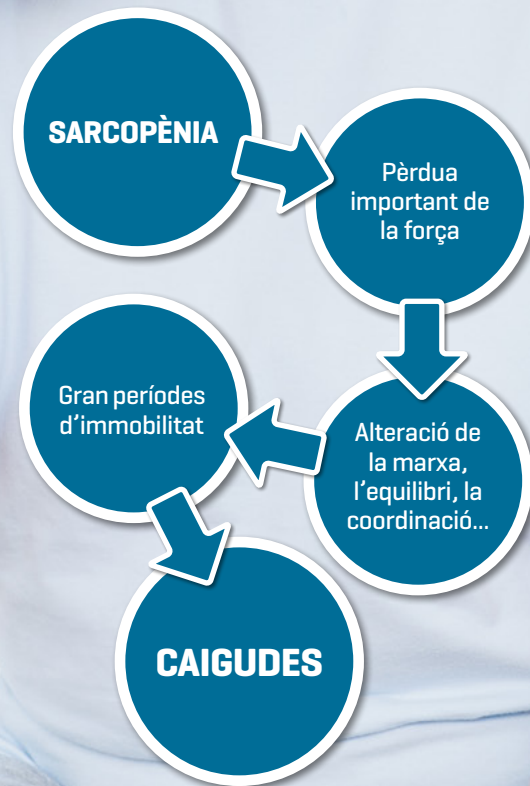 SARCOPÈNIA
Pèrdua
important de
la força
Alteració de
la marxa,
l'equilibri, la
coordinació...
Gran períodes
d'immobilitat
CAIGUDES